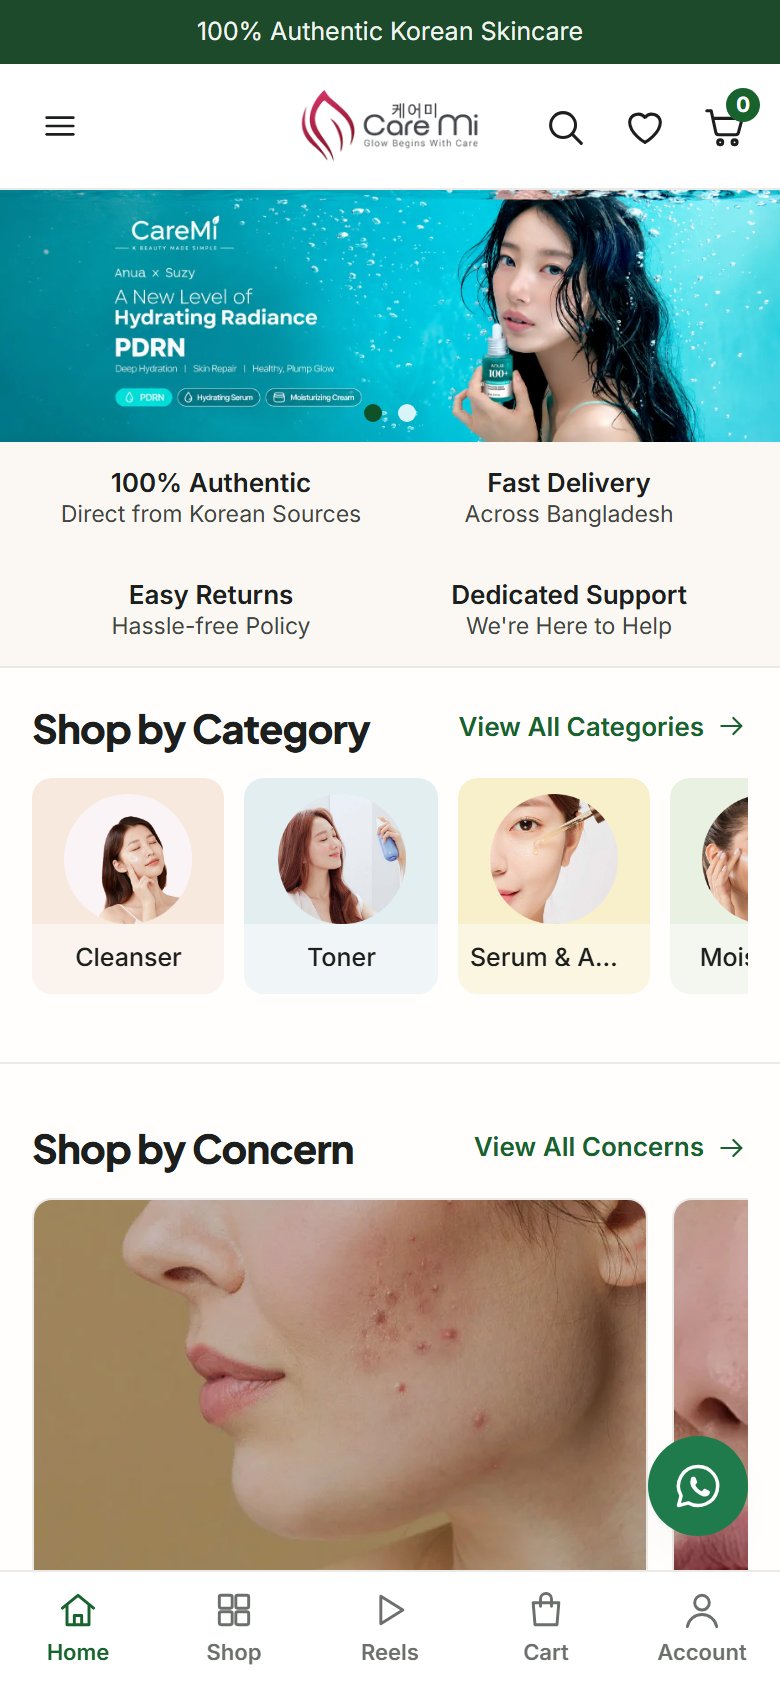 100% Authentic Korean Skincare
케어미
Care Mi
Glow Begins With Care
0
CareMi
K BEAUTY MADE SIMPLE
Anua x Suzy
A New Level of
Hydrating Radiance
PDRN
Deep Hydration | Skin Repair | Healthy, Plump Glow
PDRN
Hydrating Serum
Moisturizing Cream
ANUA
100+
100% Authentic
Direct from Korean Sources
Fast Delivery
Across Bangladesh
Easy Returns
Hassle-free Policy
Dedicated Support
We're Here to Help
Shop by Category
View All Categories →
Cleanser
Toner
Serum & A...
Mois
Shop by Concern
View All Concerns →
Home
Shop
Reels
Cart
Account